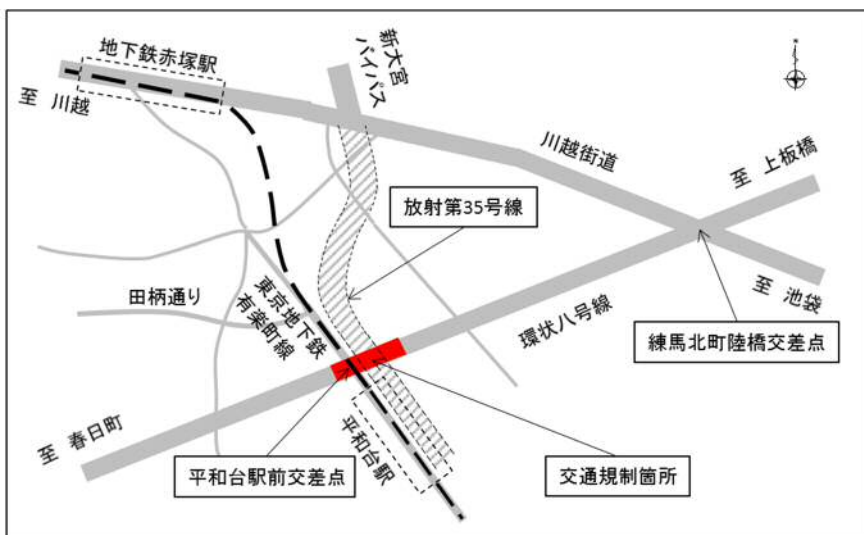 地下鉄赤塚駅
至 川越
新大宮
バイパス
N
川越街道
至 上板橋
放射第35号線
田柄通り
東京地下鉄
有楽町線
環状八号線
至 池袋
練馬北町陸橋交差点
至 春日町
平和台駅
平和台駅前交差点
交通規制箇所